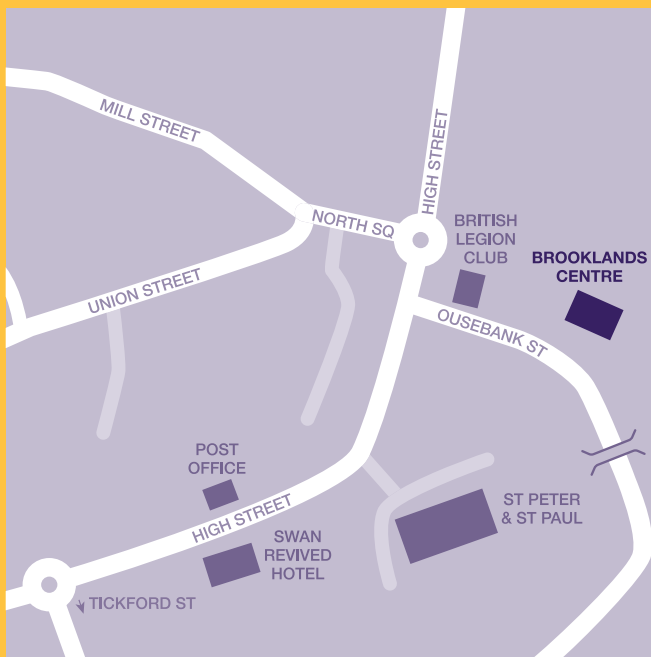 MILL STREET
HIGH STREET
NORTH SQ
BRITISH
LEGION
CLUB
BROOKLANDS
CENTRE
UNION STREET
OUSEBANK ST
POST
OFFICE
HIGH STREET
ST PETER
& ST PAUL
SWAN
REVIVED
HOTEL
TICKFORD ST